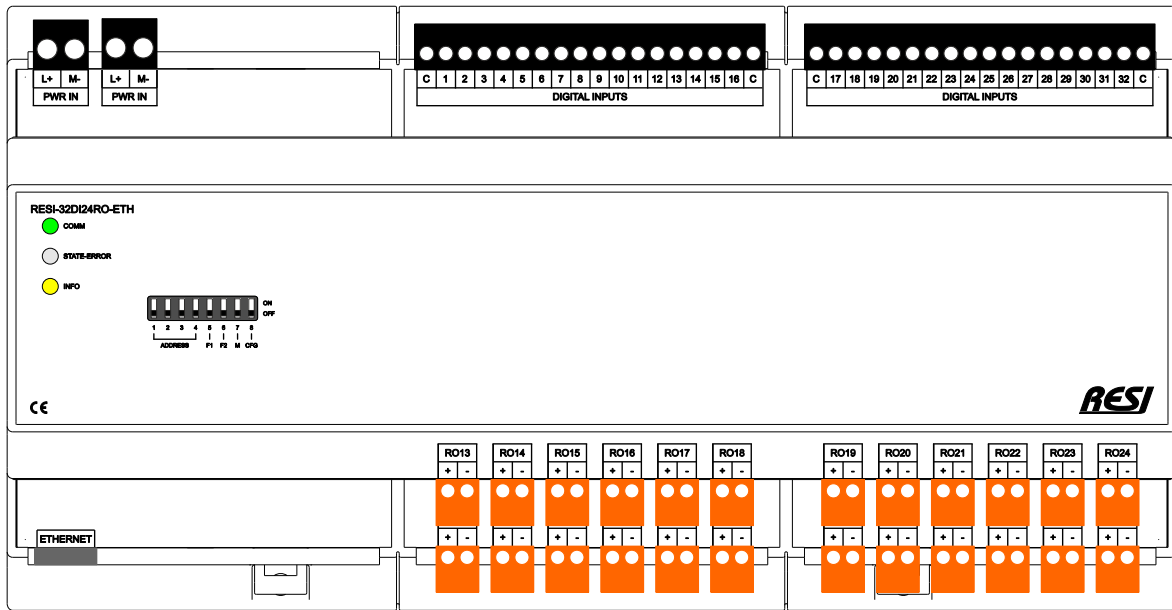 L+ M- L+ M- C 1 2 3 4 5 6 7 8 9 10 11 12 13 14 15 16 C C 17 18 19 20 21 22 23 24 25 26 27 28 29 30 31 32 C
PWR IN PWR IN DIGITAL INPUTS DIGITAL INPUTS
RESI-32DI24RO-ETH
COMM
STATE-ERROR
INFO
ON
OFF
1 2 3 4 5 6 7 8
ADDRESS F1 F2 M CFG
CE RESI
RO13 RO14 RO15 RO16 RO17 RO18 RO19 RO20 RO21 RO22 RO23 RO24
+ - + - + - + - + - + - + - + - + - + - + - + -
ETHERNET + - + - + - + - + - + - + - + - + - + - + - + -